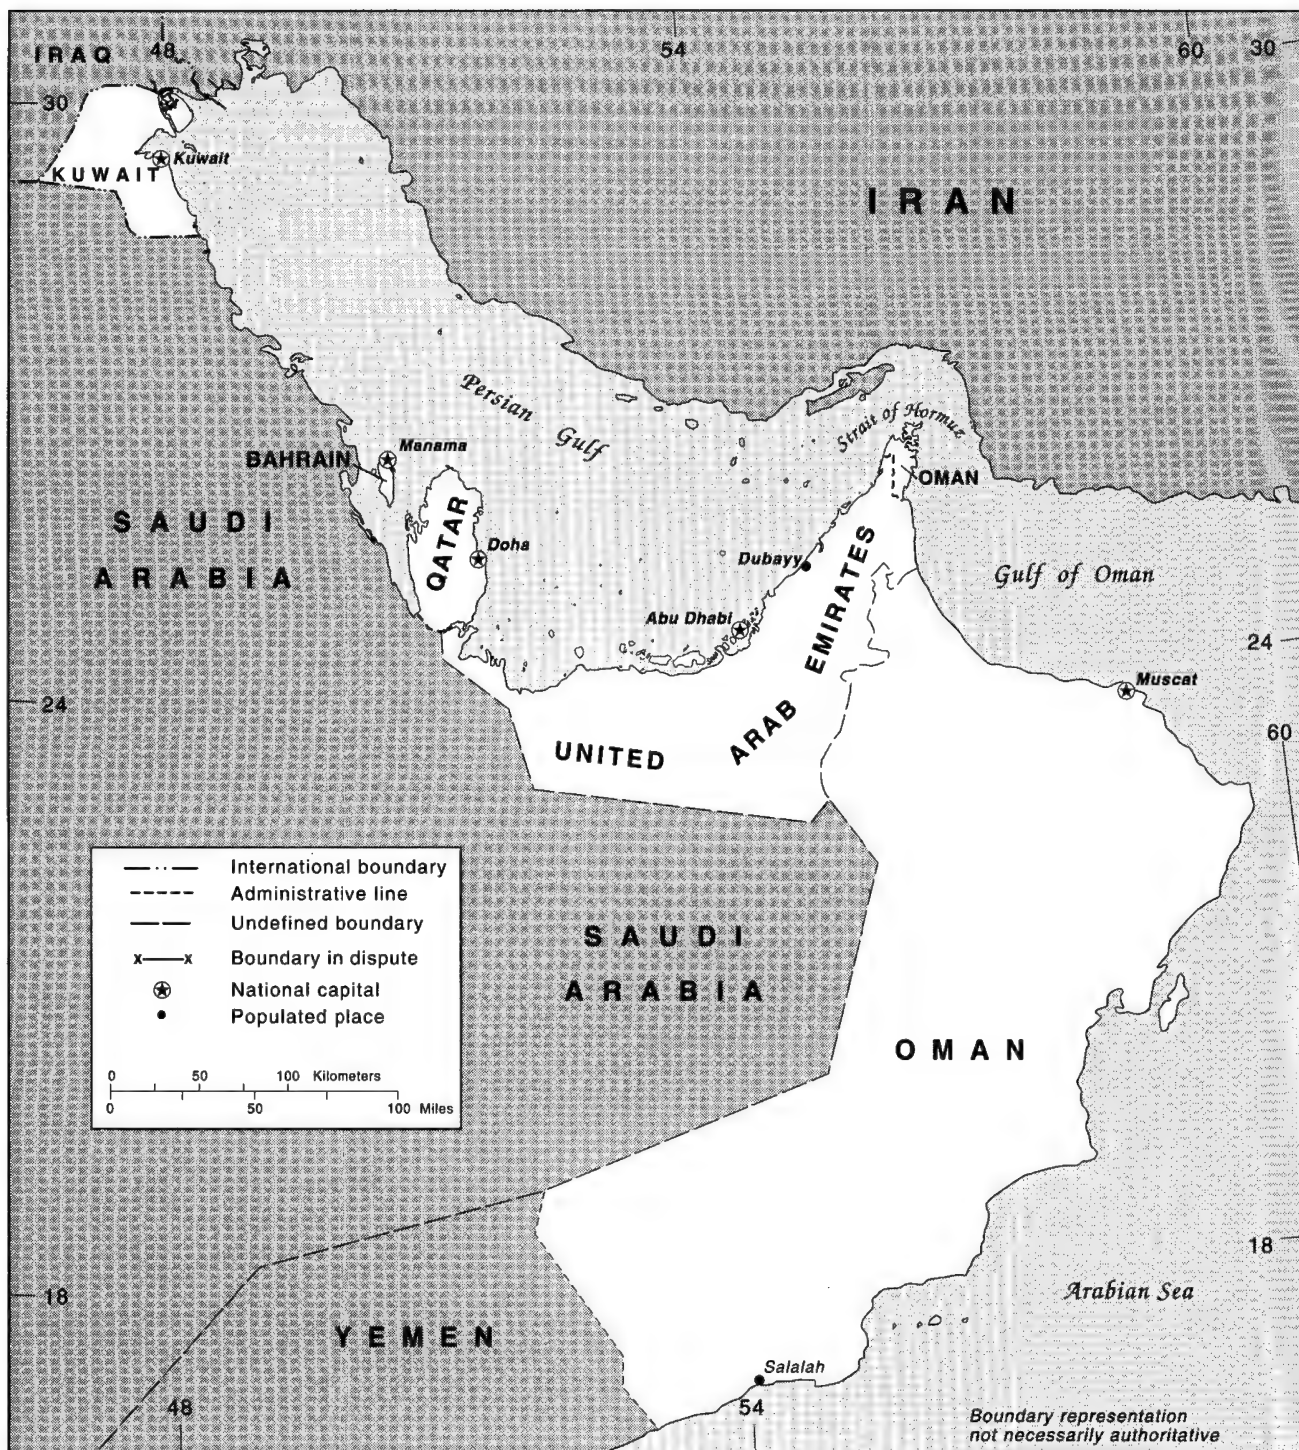 48
54
60
30
IRAQ
30
Kuwait
KUWAIT
IRAN
Persian
Gulf
Strait of Hormuz
Manama
BAHRAIN
OMAN
SAUDI
ARABIA
QATAR
Doha
Dubayy
Gulf of Oman
Abu Dhabi
24
Muscat
24
UNITED
ARAB
EMIRATES
60
International boundary
Administrative line
Undefined boundary
x x Boundary in dispute
National capital
Populated place
0 50 100 Kilometers
0 50 100 Miles
SAUDI
ARABIA
OMAN
18
18
Arabian Sea
YEMEN
Salalah
48
54
Boundary representation
not necessarily authoritative